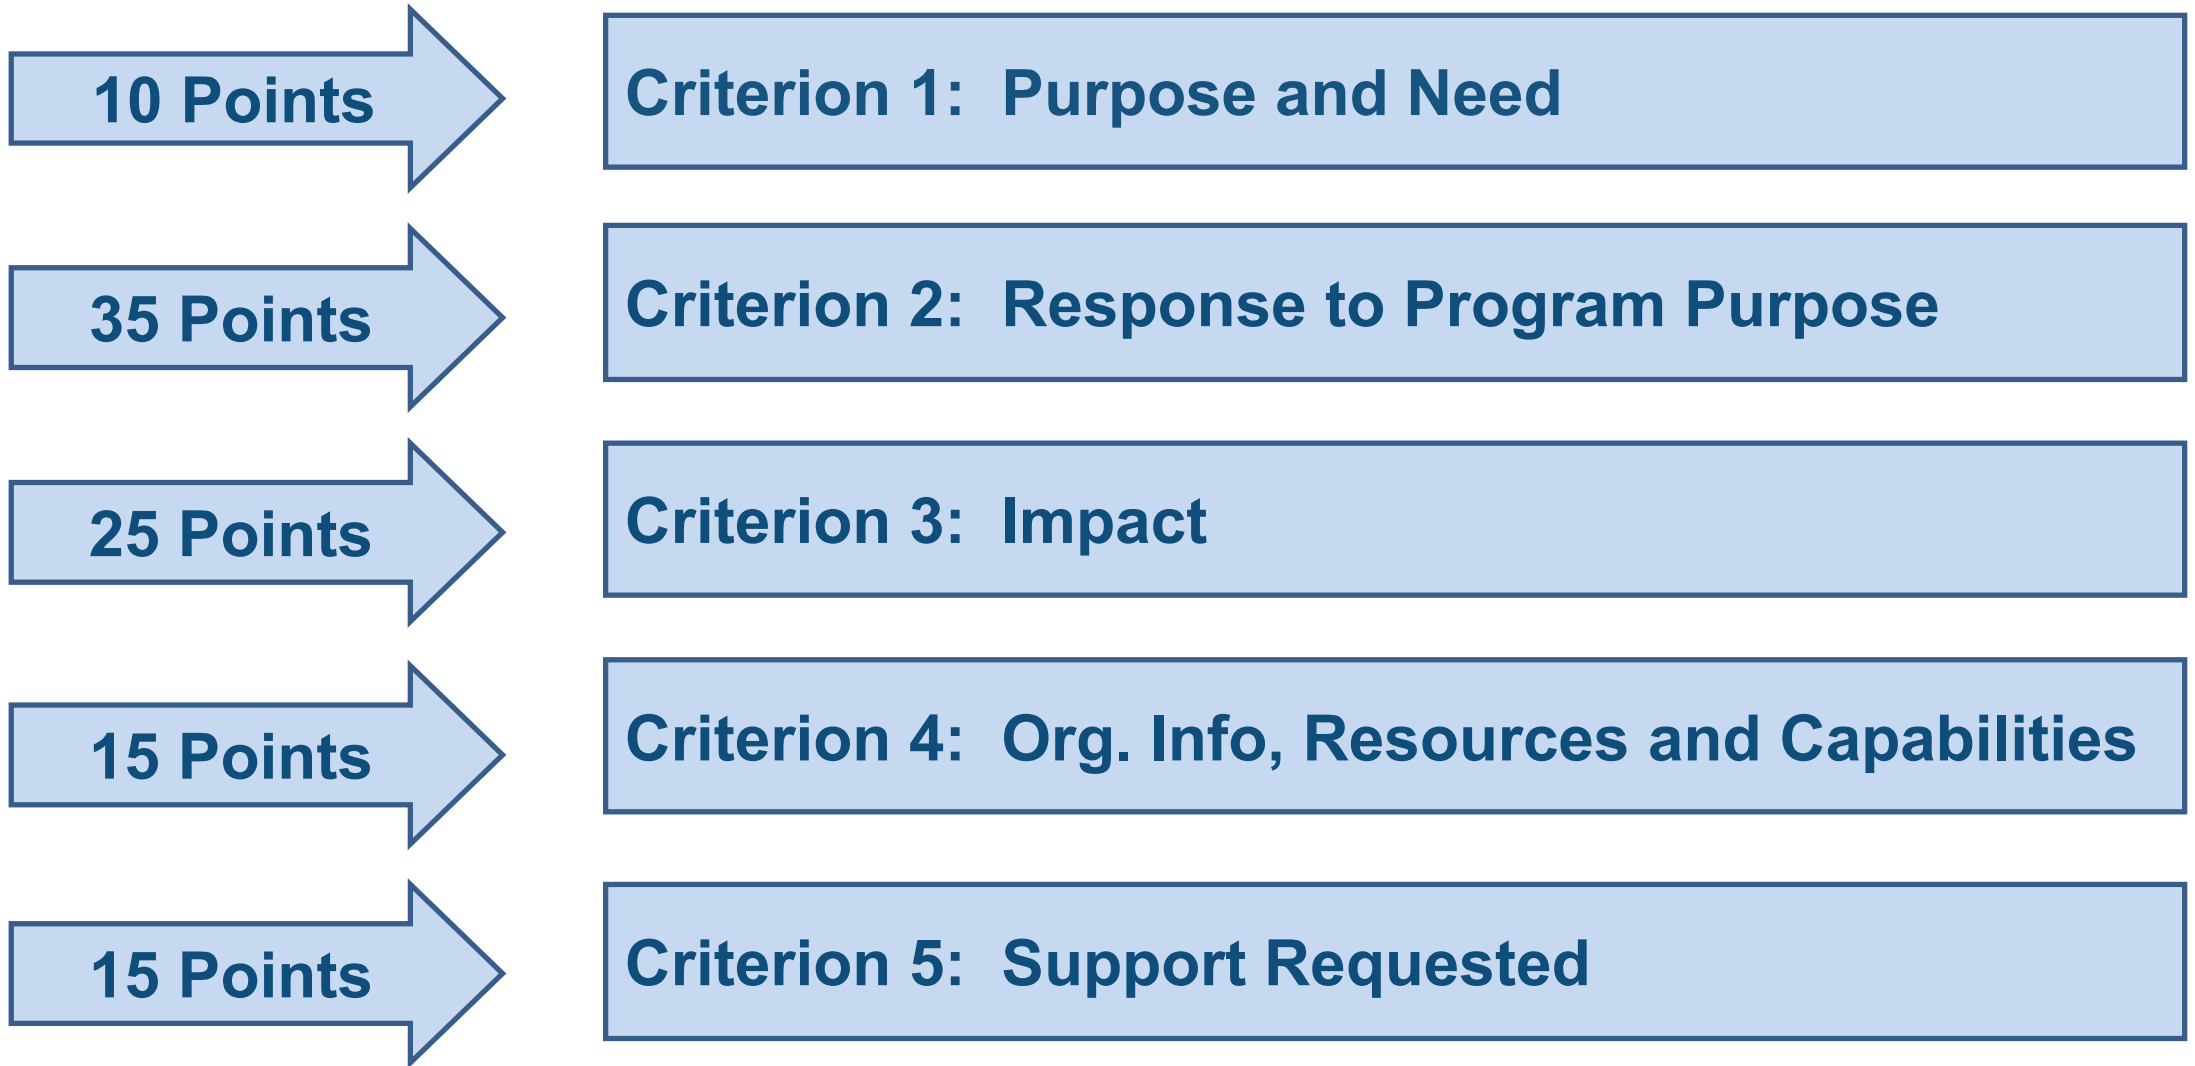 10 Points
Criterion 1: Purpose and Need
35 Points
Criterion 2: Response to Program Purpose
25 Points
Criterion 3: Impact
15 Points
Criterion 4: Org. Info, Resources and Capabilities
15 Points
Criterion 5: Support Requested